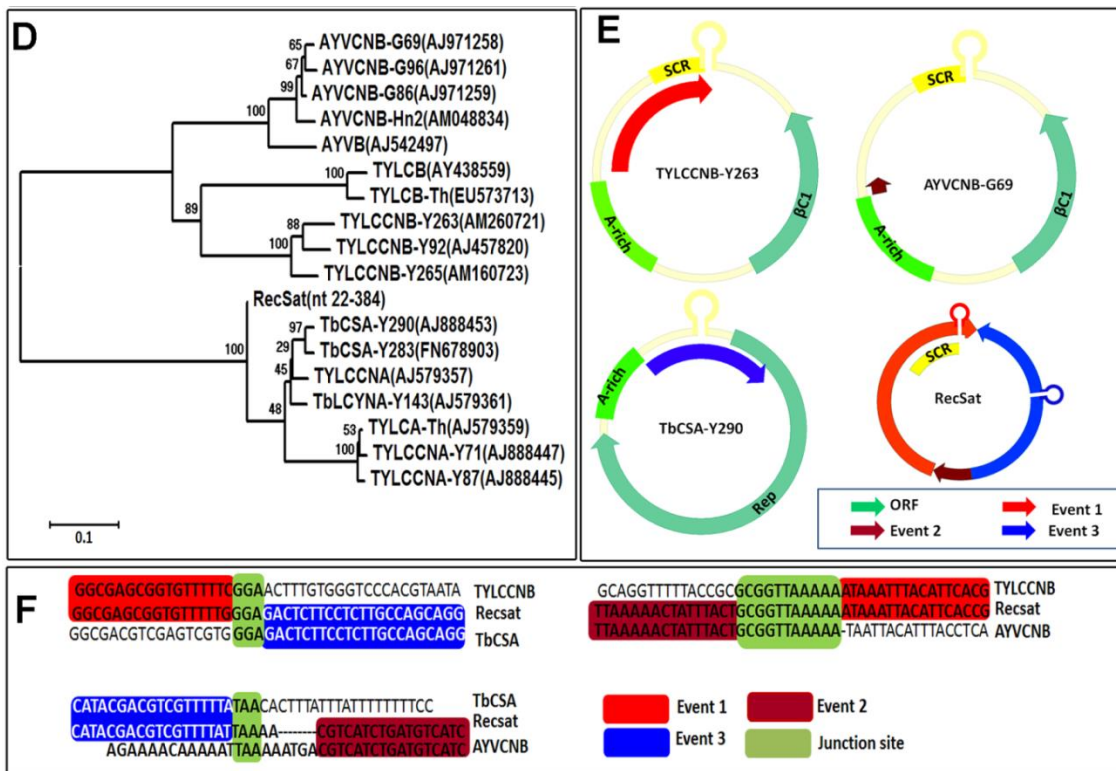 D
65
AYVCNB-G69(AJ971258)
67
AYVCNB-G96(AJ971261)
99
AYVCNB-G86(AJ971259)
100
AYVCNB-Hn2(AM048834)
AYVB(AJ542497)
100
TYLCB(AY438559)
TYLCB-Th(EU573713)
89
88
TYLCCNB-Y263(AM260721)
100
TYLCCNB-Y92(AJ457820)
TYLCCNB-Y265(AM160723)
RecSat(nt 22-384)
97
TbCSA-Y290(AJ888453)
100
29
TbCSA-Y283(FN678903)
45
TYLCCNA(AJ579357)
48
TbLCYNA-Y143(AJ579361)
53
TYLCA-Th(AJ579359)
100
TYLCCNA-Y71(AJ888447)
TYLCCNA-Y87(AJ888445)
0.1
E
SCR
TYLCCNB-Y263
A-rich
βC1
SCR
AYVCNB-G69
A-rich
βC1
A-rich
TbCSA-Y290
Rep
SCR
RecSat
ORF
Event 1
Event 2
Event 3
F
GGCGAGCGGTGTTTTTCGGAACTTTGTGGGTCCCACGTAATA TYLCCNB
GGCGAGCGGTGTTTTTGGGAGACTCTTCCTCTTGCCAGCAGG Recsat
GGCGACGTCGAGTCGTGGGAGACTCTTCCTCTTGCCAGCAGG TbCSA
GCAGGTTTTTACCGCGCGGTTAAAAAATAAATTTACATTCACG TYLCCNB
TTAAAAACTATTTACTGCGGTTAAAAAATAAATTACATTCACCG Recsat
TTAAAAACTATTTACTGCGGTTAAAAA-TAATTACATTTACCTCA AYVCNB
CATACGACGTCGTTTTTATAACACTTTATTTATTTTTTTTCC TbCSA
CATACGACGTCGTTTTATTAAAA--------CGTCATCTGATGTCATC Recsat
AGAAAACAAAAATTAAAAATGACGTCATCTGATGTCATC AYVCNB
Event 1
Event 2
Event 3
Junction site